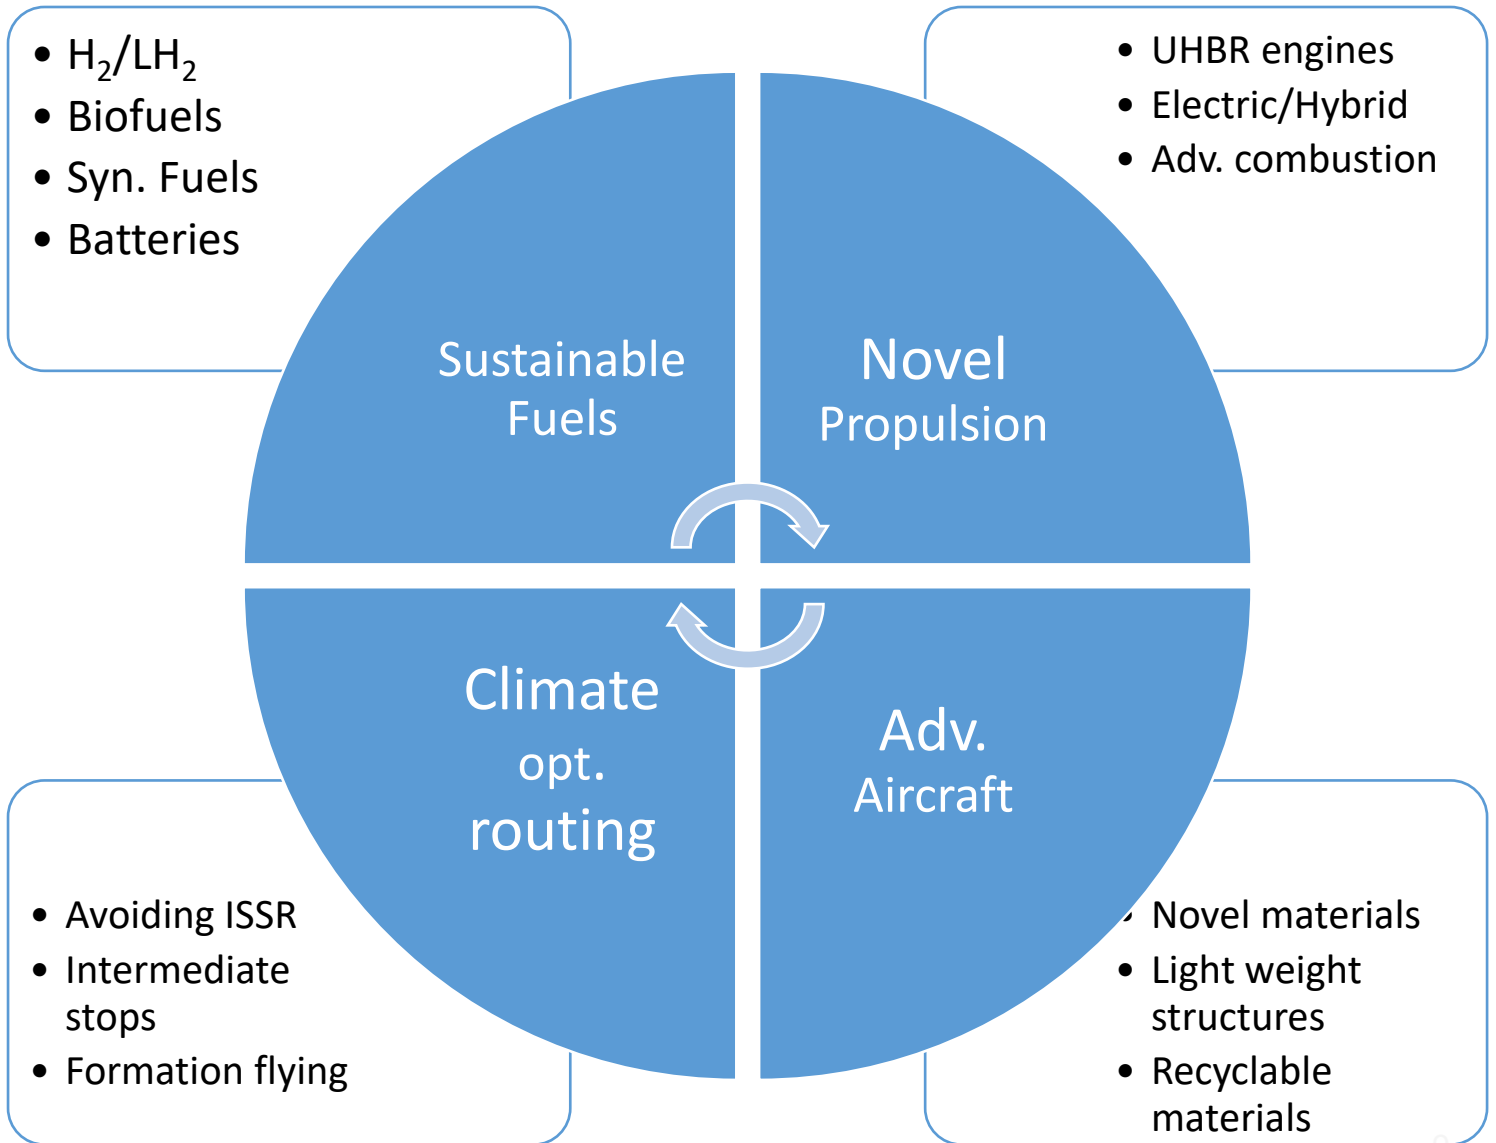 • H₂/LH₂
• Biofuels
• Syn. Fuels
• Batteries
• UHBR engines
• Electric/Hybrid
• Adv. combustion
Sustainable
Fuels
Novel
Propulsion
Climate
opt.
routing
Adv.
Aircraft
• Avoiding ISSR
• Intermediate
stops
• Formation flying
• Novel materials
• Light weight
structures
• Recyclable
materials